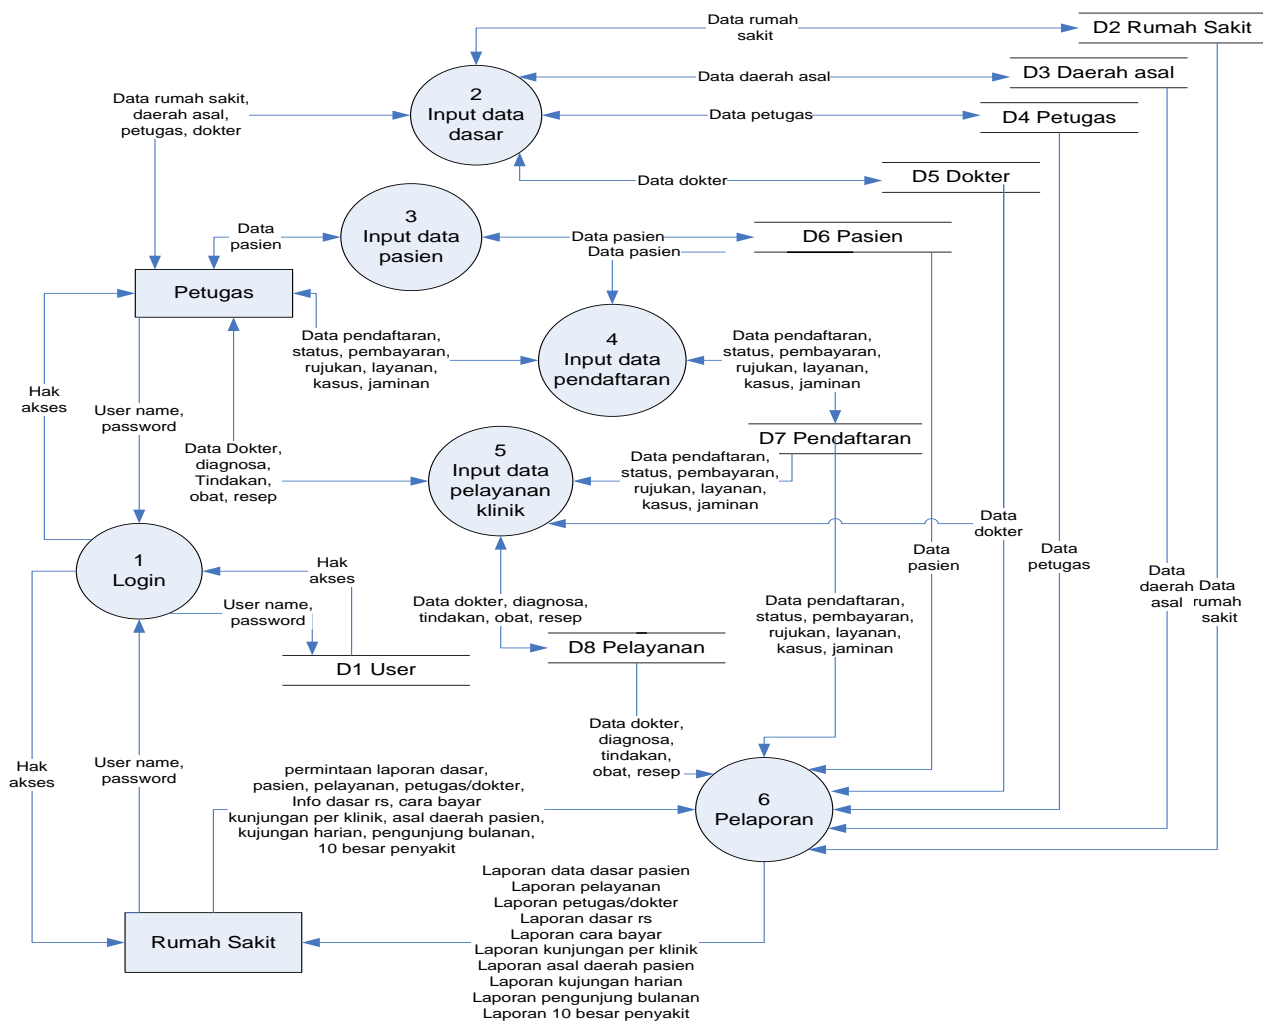 Data rumah
sakit
D2 Rumah Sakit
Data daerah asal
D3 Daerah asal
Data rumah sakit,
daerah asal,
petugas, dokter
2
Input data
dasar
Data petugas
D4 Petugas
Data dokter
D5 Dokter
3
Input data
pasien
Data
pasien
Data pasien
D6 Pasien
Data pasien
Petugas
Data pendaftaran,
status, pembayaran,
rujukan, layanan,
kasus, jaminan
4
Input data
pendaftaran
Data pendaftaran,
status, pembayaran,
rujukan, layanan,
kasus, jaminan
Hak
akses
User name,
password
Data Dokter,
diagnosa,
Tindakan,
obat, resep
5
Input data
pelayanan
klinik
Data pendaftaran,
status, pembayaran,
rujukan, layanan,
kasus, jaminan
D7 Pendaftaran
Data
dokter
Data
pasien
Data
petugas
Data
daerah
asal
Data
rumah
sakit
1
Login
Hak
akses
User name,
password
D1 User
Data dokter, diagnosa,
tindakan, obat, resep
D8 Pelayanan
Data pendaftaran,
status, pembayaran,
rujukan, layanan,
kasus, jaminan
Data dokter,
diagnosa,
tindakan,
obat, resep
Hak
akses
User name,
password
permintaan laporan dasar,
pasien, pelayanan, petugas/dokter,
Info dasar rs, cara bayar
kunjungan per klinik, asal daerah pasien,
kujungan harian, pengunjung bulanan,
10 besar penyakit
6
Pelaporan
Rumah Sakit
Laporan data dasar pasien
Laporan pelayanan
Laporan petugas/dokter
Laporan dasar rs
Laporan cara bayar
Laporan kunjungan per klinik
Laporan asal daerah pasien
Laporan kujungan harian
Laporan pengunjung bulanan
Laporan 10 besar penyakit